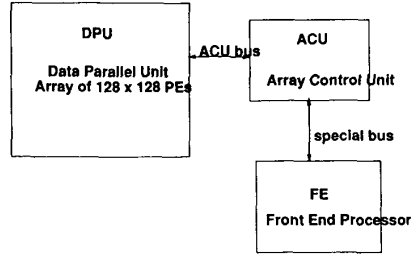 DPU
Data Parallel Unit
Array of 128 x 128 PEs
ACU bus
ACU
Array Control Unit
special bus
FE
Front End Processor